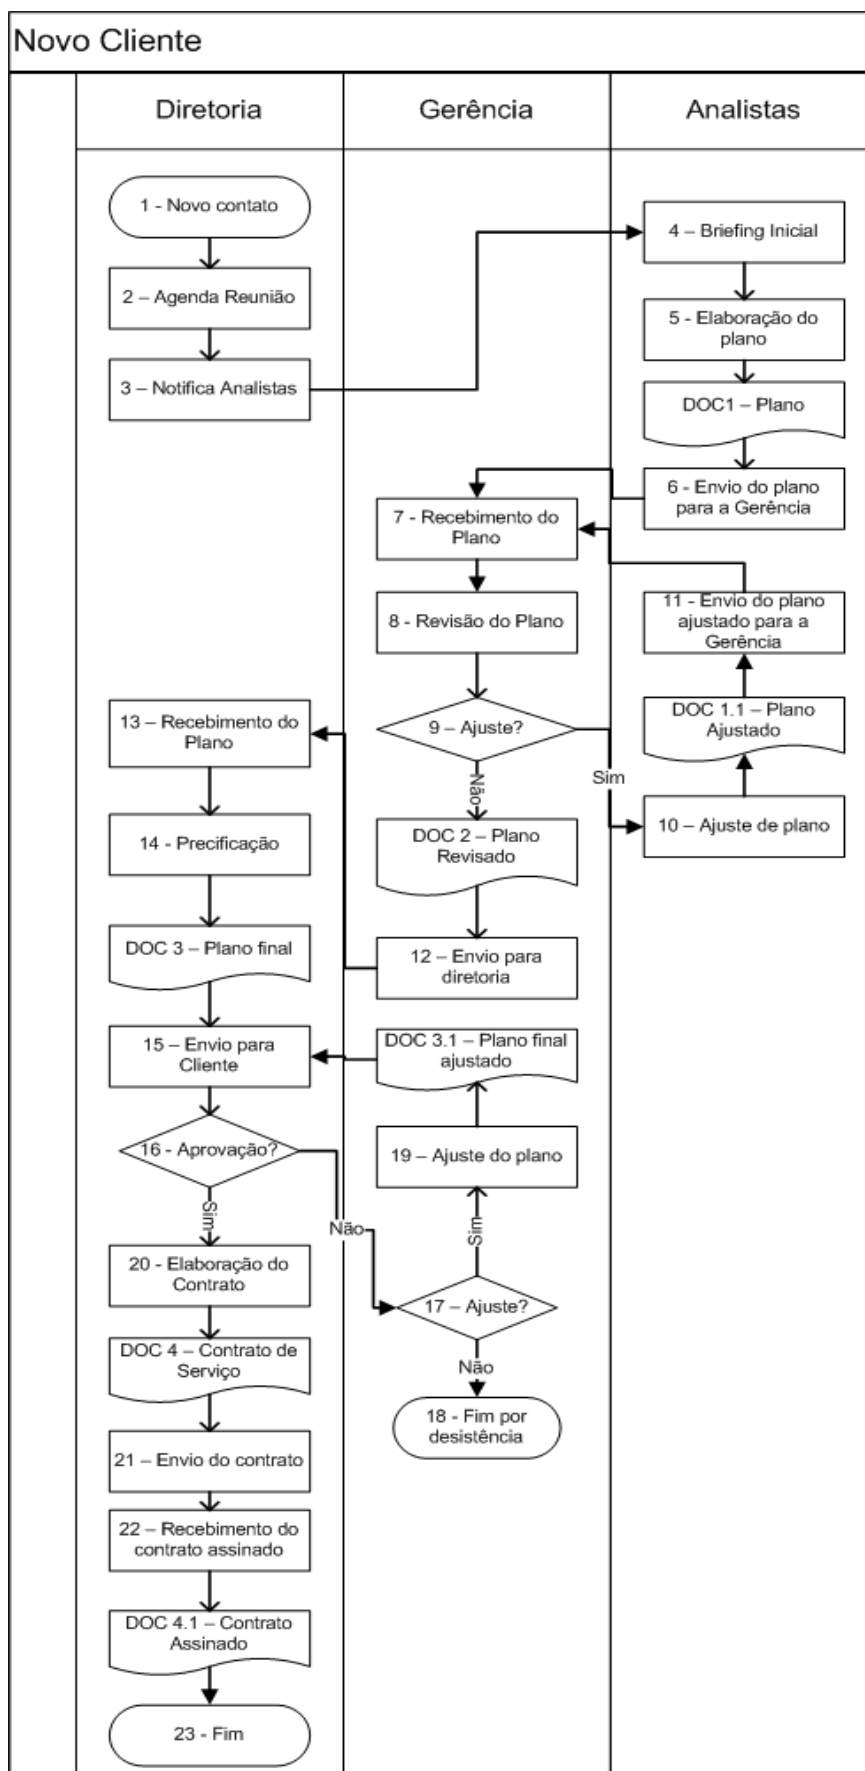 Novo Cliente
Diretoria
Gerência
Analistas
1 - Novo contato
2 – Agenda Reunião
3 – Notifica Analistas
4 – Briefing Inicial
5 - Elaboração do
plano
DOC1 – Plano
6 - Envio do plano
para a Gerência
7 - Recebimento do
Plano
8 - Revisão do Plano
9 – Ajuste?
Não
Sim
10 – Ajuste de plano
DOC 1.1 – Plano
Ajustado
11 - Envio do plano
ajustado para a
Gerência
DOC 2 – Plano
Revisado
12 – Envio para
diretoria
13 – Recebimento do
Plano
14 - Precificação
DOC 3 – Plano final
15 – Envio para
Cliente
16 - Aprovação?
Sim
Não
17 – Ajuste?
Não
Sim
18 - Fim por
desistência
19 – Ajuste do plano
DOC 3.1 – Plano final
ajustado
20 - Elaboração do
Contrato
DOC 4 – Contrato de
Serviço
21 – Envio do contrato
22 – Recebimento do
contrato assinado
DOC 4.1 – Contrato
Assinado
23 - Fim